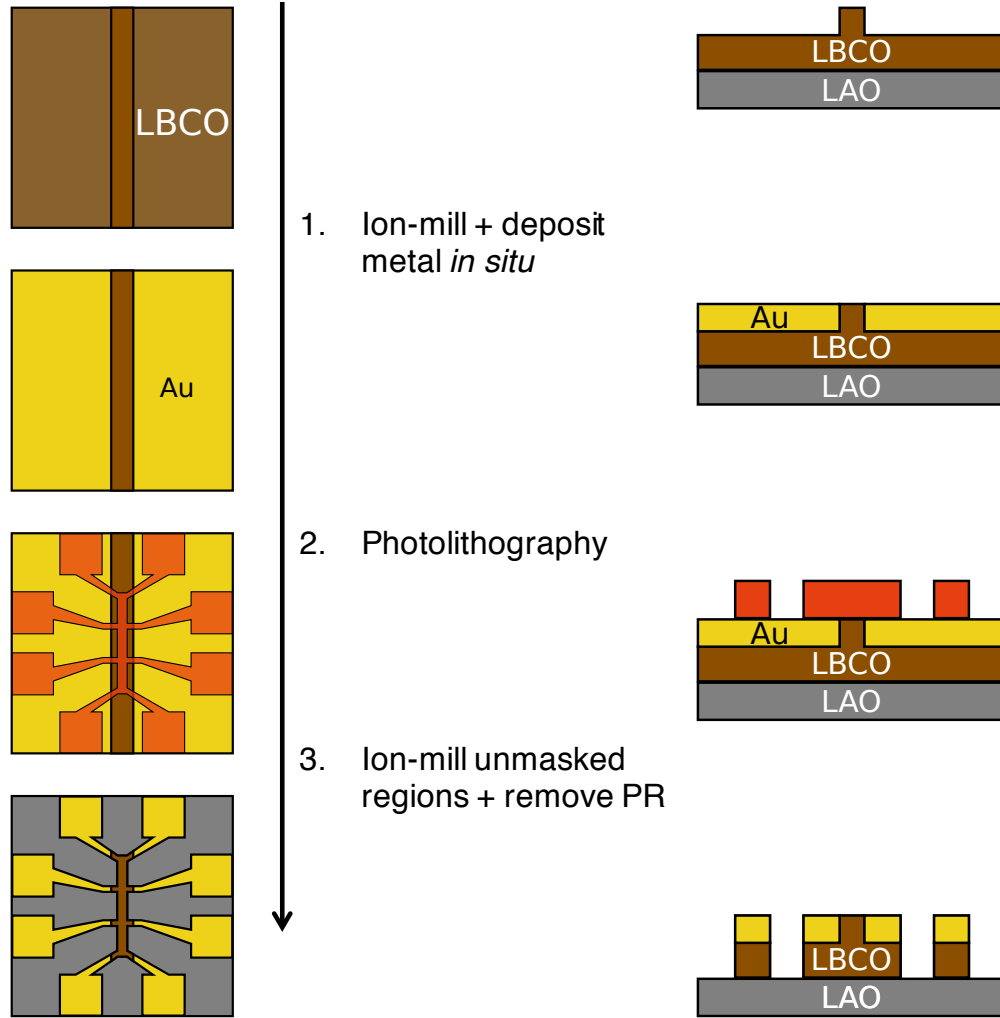 LBCO
LBCO
LAO
1. Ion-mill + deposit
metal in situ
Au
Au
LBCO
LAO
2. Photolithography
Au
LBCO
LAO
3. Ion-mill unmasked
regions + remove PR
LBCO
LAO